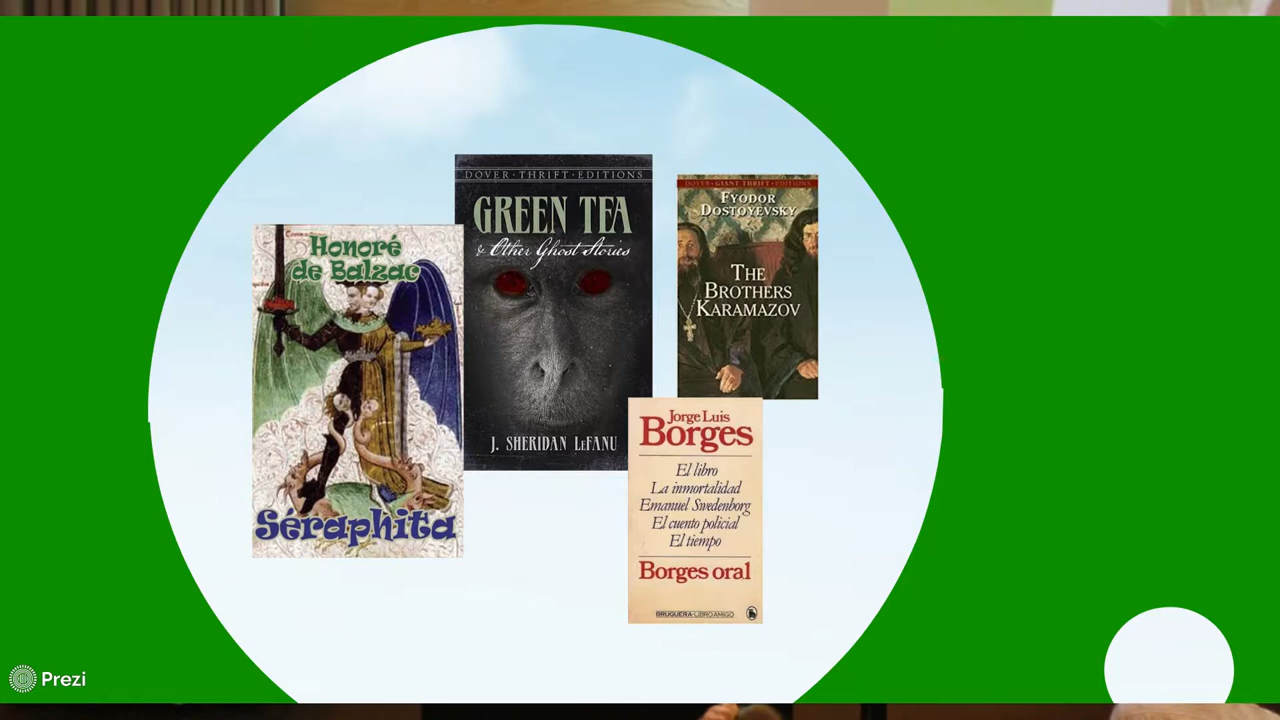 Honoré
de Balzac
Séraphita
DOVER · THRIFT · EDITIONS
GREEN TEA
& Other Ghost Stories
J. SHERIDAN LEFANU
DOVER · GIANT THRIFT · EDITIONS
FYODOR
DOSTOYEVSKY
THE
BROTHERS
KARAMAZOV
Jorge Luis
Borges
El libro
La inmortalidad
Emanuel Swedenborg
El cuento policial
El tiempo
Borges oral
BRUGUERA-LIBRO AMIGO
Prezi